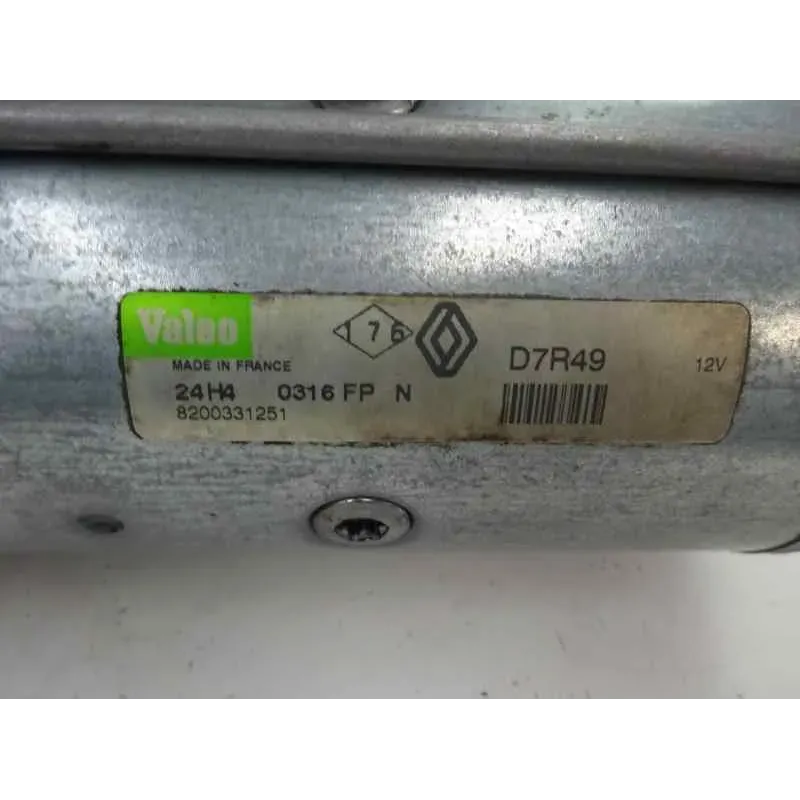 Valeo
176
D7R49
12V
MADE IN FRANCE
24H4 0316 FP N
8200331251